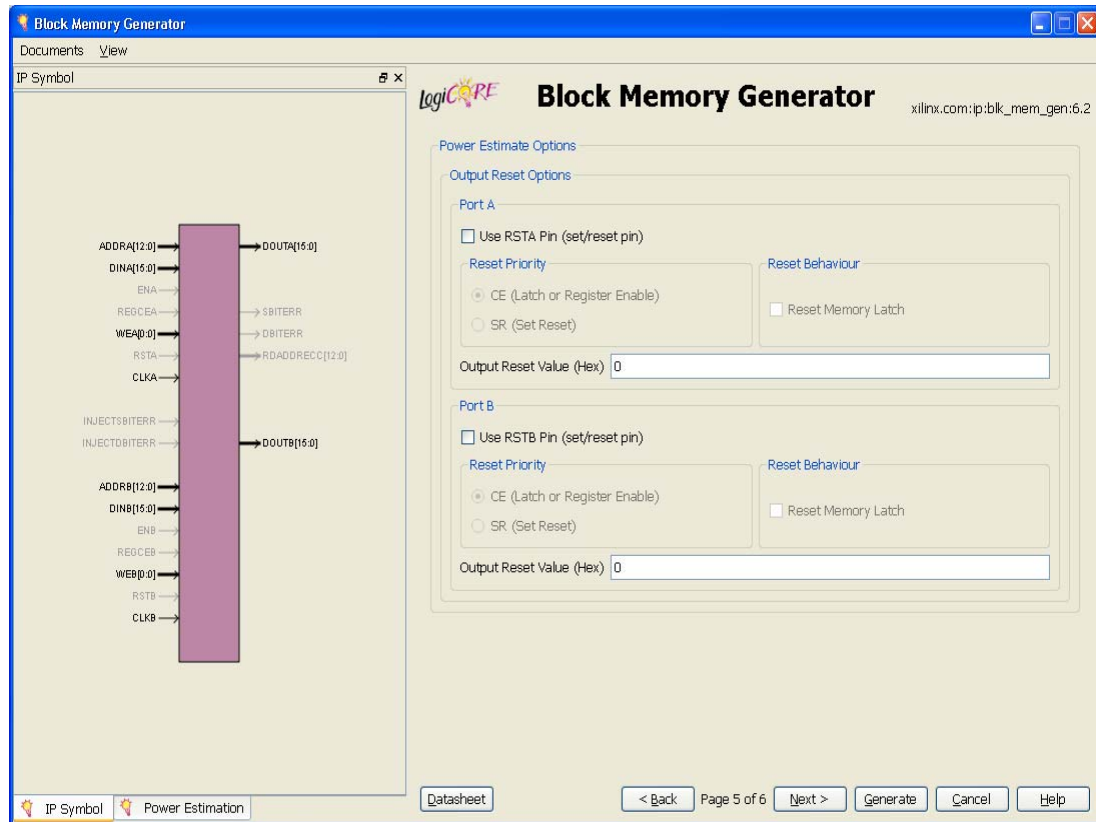 Block Memory Generator
Documents View
IP Symbol
ADDRA[12:0]
DOUTA[15:0]
DINA[15:0]
ENA
REGCEA
SBITERR
WEA[0:0]
DBITERR
RSTA
RDADDRECC[12:0]
CLKA
INJECTSBITERR
INJECTDBITERR
DOUTB[15:0]
ADDRB[12:0]
DINB[15:0]
ENB
REGCEB
WEB[0:0]
RSTB
CLKB
IP Symbol
Power Estimation
LogiCORE
Block Memory Generator
xilinx.com:ip:blk_mem_gen:6.2
Power Estimate Options
Output Reset Options
Port A
Use RSTA Pin (set/reset pin)
Reset Priority
CE (Latch or Register Enable)
SR (Set Reset)
Reset Behaviour
Reset Memory Latch
Output Reset Value (Hex) 0
Port B
Use RSTB Pin (set/reset pin)
Reset Priority
CE (Latch or Register Enable)
SR (Set Reset)
Reset Behaviour
Reset Memory Latch
Output Reset Value (Hex) 0
Datasheet
< Back
Page 5 of 6
Next >
Generate
Cancel
Help